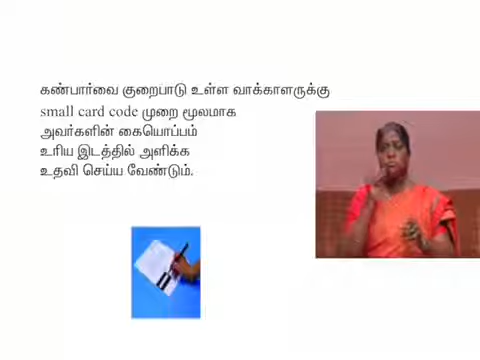 கண்பார்வை குறைபாடு உள்ள வாக்காளருக்கு
small card code முறை மூலமாக
அவர்களின் கையொப்பம்
உரிய இடத்தில் அளிக்க
உதவி செய்ய வேண்டும்.